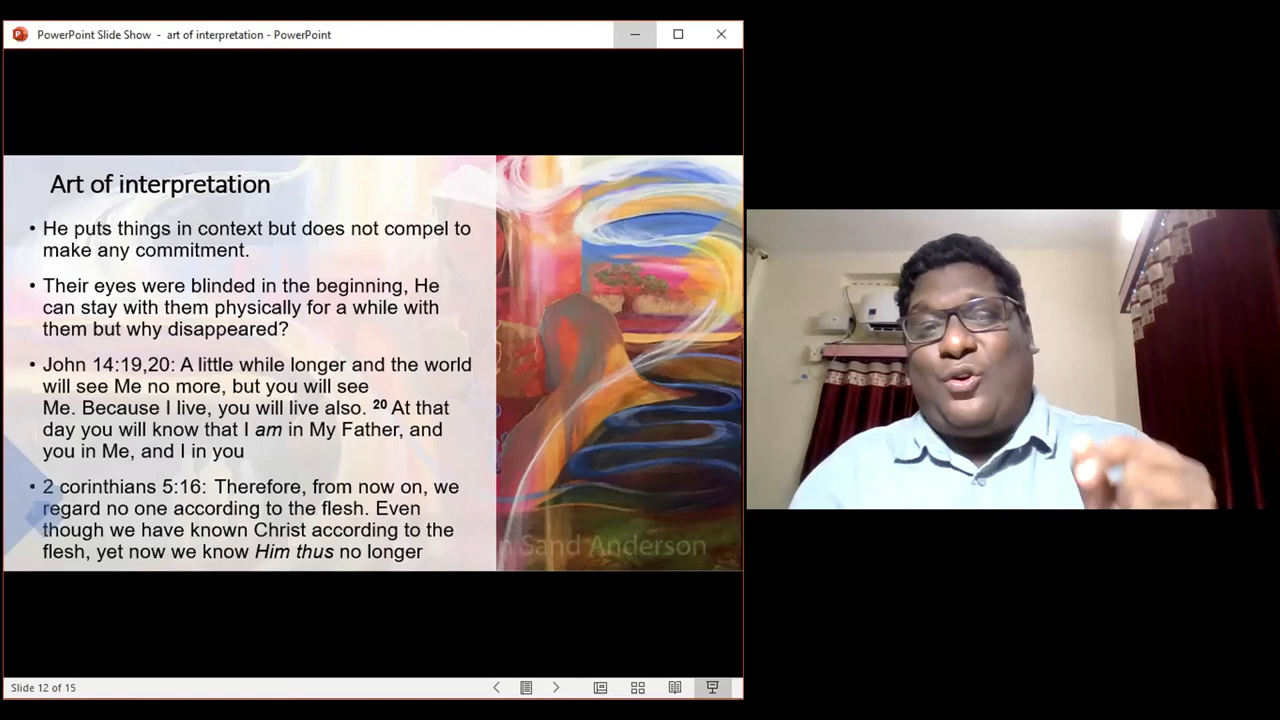 PowerPoint Slide Show - art of interpretation - PowerPoint
Art of interpretation
• He puts things in context but does not compel to
make any commitment.
• Their eyes were blinded in the beginning, He
can stay with them physically for a while with
them but why disappeared?
• John 14:19,20: A little while longer and the world
will see Me no more, but you will see
Me. Because I live, you will live also. 20 At that
day you will know that I am in My Father, and
you in Me, and I in you
• 2 corinthians 5:16: Therefore, from now on, we
regard no one according to the flesh. Even
though we have known Christ according to the
flesh, yet now we know Him thus no longer
Sand Anderson
Slide 12 of 15